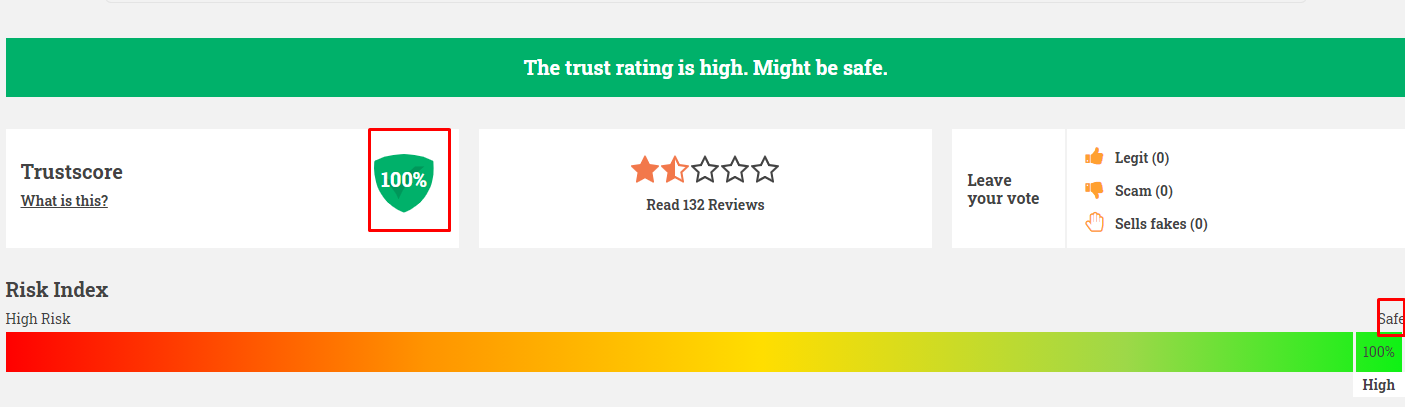 The trust rating is high. Might be safe.
Trustscore
What is this?
100%
Read 132 Reviews
Leave
your vote
Legit (0)
Scam (0)
Sells fakes (0)
Risk Index
High Risk
Safe
100%
High